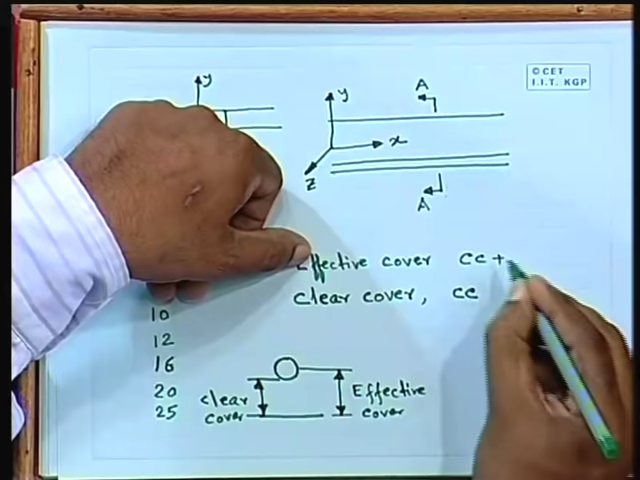 © CET
I.I.T. KGP
y
A
y
x
z
A
Effective cover cc +
clear cover, cc
10
12
16
20
25
clear
cover
Effective
cover